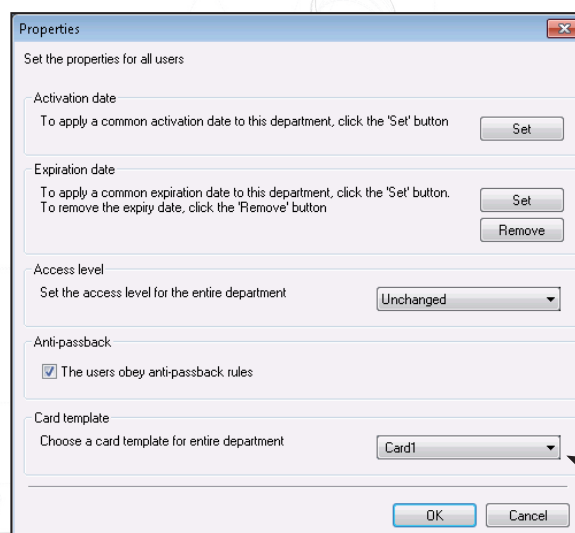 Properties
Set the properties for all users
Activation date
To apply a common activation date to this department, click the 'Set' button
Set
Expiration date
To apply a common expiration date to this department, click the 'Set' button.
To remove the expiry date, click the 'Remove' button
Set
Remove
Access level
Set the access level for the entire department
Unchanged
Anti-passback
The users obey anti-passback rules
Card template
Choose a card template for entire department
Card1
OK
Cancel